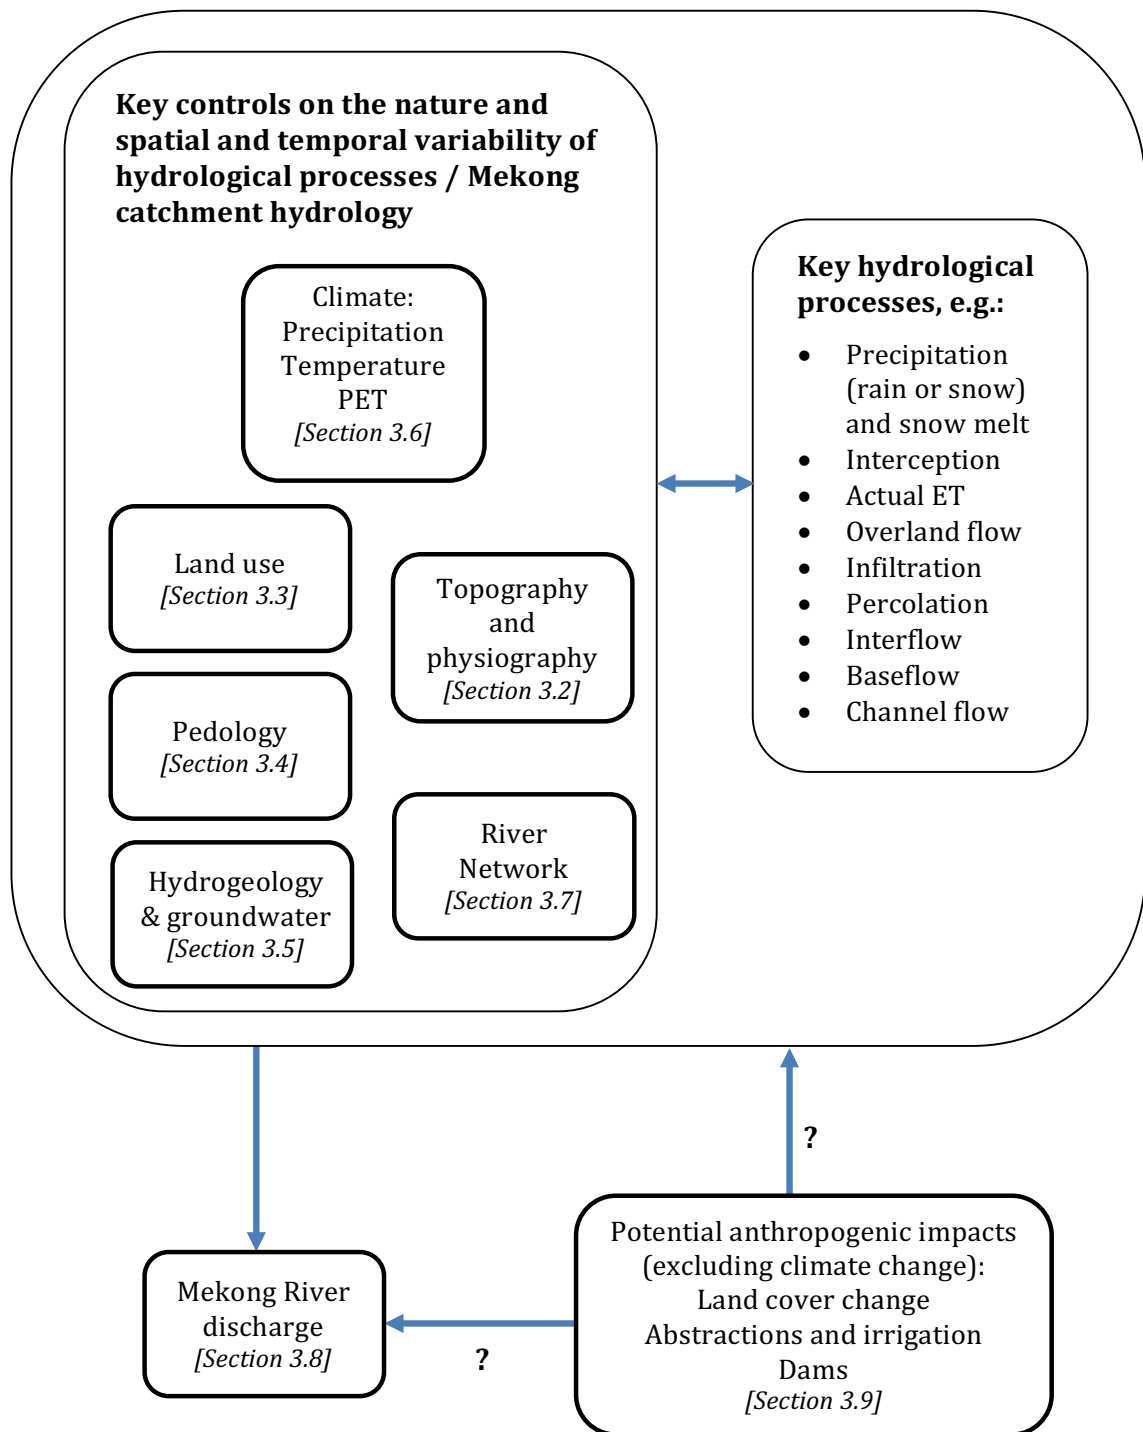 Key controls on the nature and
spatial and temporal variability of
hydrological processes / Mekong
catchment hydrology
Climate:
Precipitation
Temperature
PET
[Section 3.6]
Land use
[Section 3.3]
Topography
and
physiography
[Section 3.2]
Pedology
[Section 3.4]
River
Network
[Section 3.7]
Hydrogeology
& groundwater
[Section 3.5]
Key hydrological
processes, e.g.:
• Precipitation
(rain or snow)
and snow melt
• Interception
• Actual ET
• Overland flow
• Infiltration
• Percolation
• Interflow
• Baseflow
• Channel flow
?
Potential anthropogenic impacts
(excluding climate change):
Land cover change
Abstractions and irrigation
Dams
[Section 3.9]
?
Mekong River
discharge
[Section 3.8]